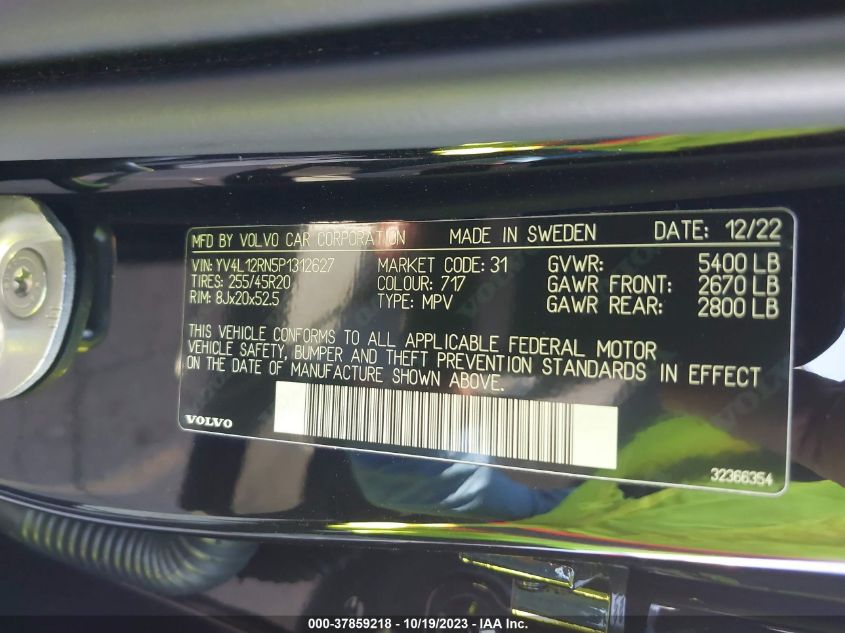 MFD BY VOLVO CAR CORPORATION MADE IN SWEDEN DATE: 12/22
VIN: YV4L12RN5P1312627 MARKET CODE: 31 GVWR: 5400 LB
TIRES: 255/45R20 COLOUR: 717 GAWR FRONT: 2670 LB
RIM: 8Jx20x52.5 TYPE: MPV GAWR REAR: 2800 LB
THIS VEHICLE CONFORMS TO ALL APPLICABLE FEDERAL MOTOR
VEHICLE SAFETY, BUMPER AND THEFT PREVENTION STANDARDS IN EFFECT
ON THE DATE OF MANUFACTURE SHOWN ABOVE.
VOLVO
32366354
000-37859218 - 10/19/2023 - IAA Inc.